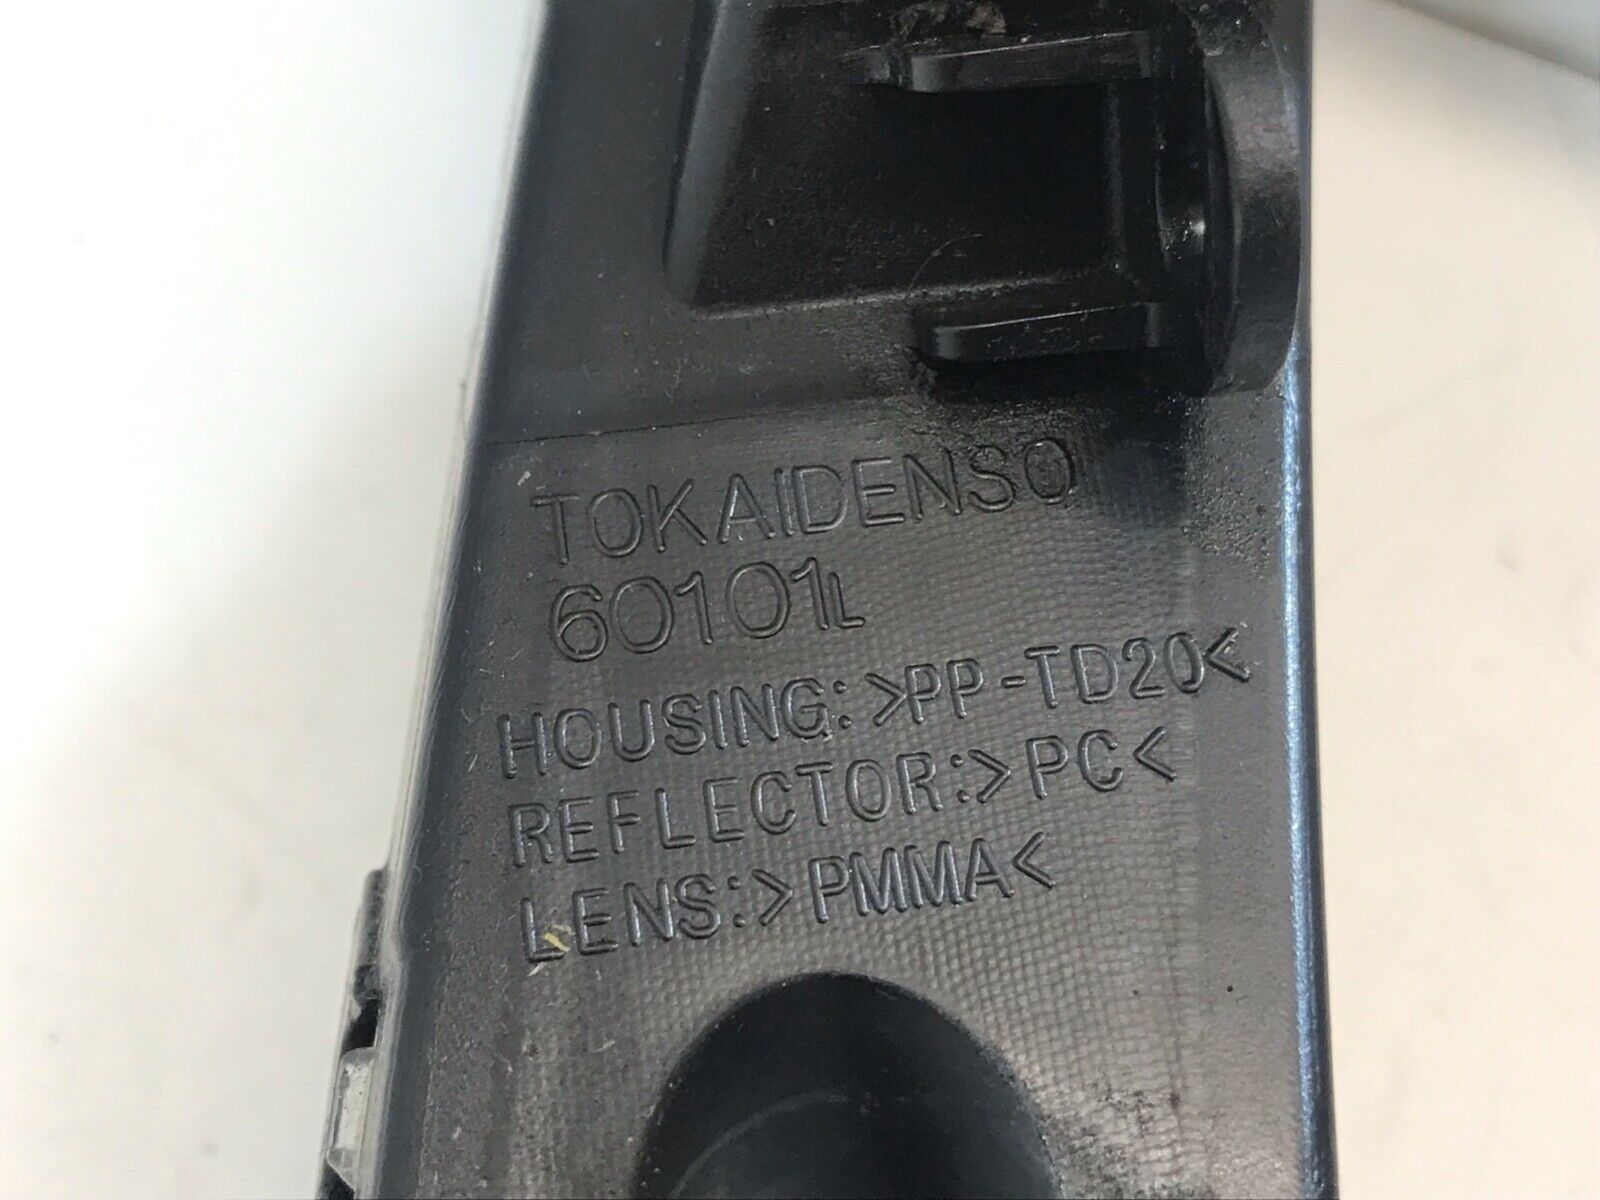 TOKAIDENSO
60101L
HOUSING:>PP-TD20<
REFLECTOR:>PC<
LENS:>PMMA<